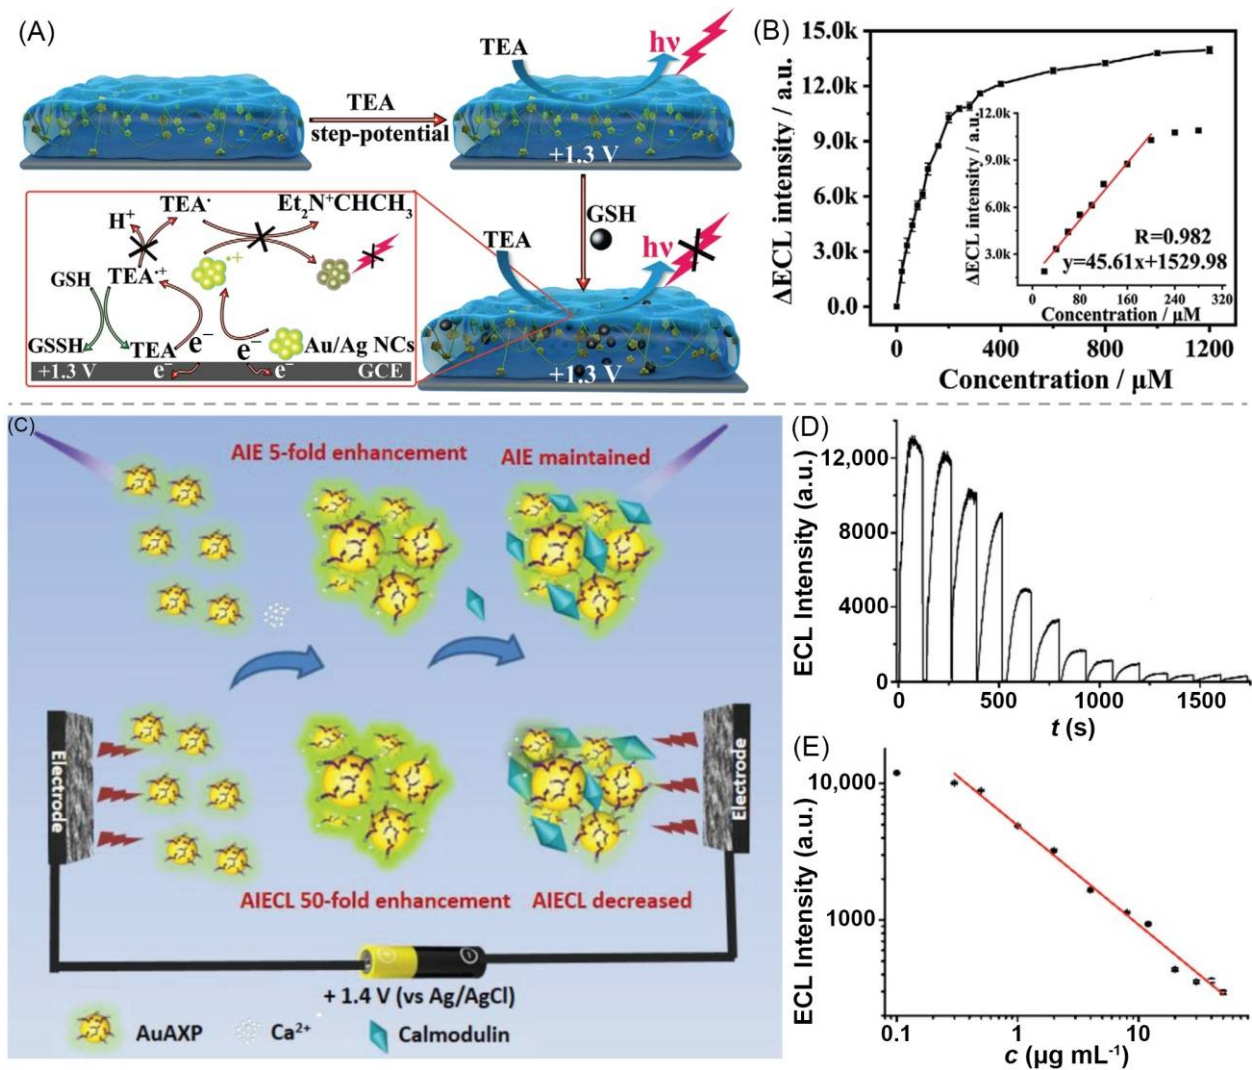 (A)
TEA
step-potential
TEA
hν
+1.3 V
GSH
TEA
hν
+1.3 V
H⁺
TEA·
Et₂N⁺CHCH₃
GSH
TEA·⁺
·+
GSSH
TEA
e⁻
e⁻
Au/Ag NCs
+1.3 V
e⁻
e⁻
GCE
(B)
ΔECL intensity / a.u.
15.0k
12.0k
9.0k
6.0k
3.0k
0.0
0
400
800
1200
Concentration / μM
ΔECL intensity / a.u.
12.0k
9.0k
6.0k
3.0k
R=0.982
y=45.61x+1529.98
0
80
160
240
320
Concentration / μM
(C)
AIE 5-fold enhancement
AIE maintained
Electrode
Electrode
AIECL 50-fold enhancement
AIECL decreased
+ 1.4 V (vs Ag/AgCl)
AuAXP
Ca²⁺
Calmodulin
(D)
ECL Intensity (a.u.)
12,000
8000
4000
0
0
500
1000
1500
t (s)
(E)
ECL Intensity (a.u.)
10,000
1000
0.1
1
10
c (μg mL⁻¹)